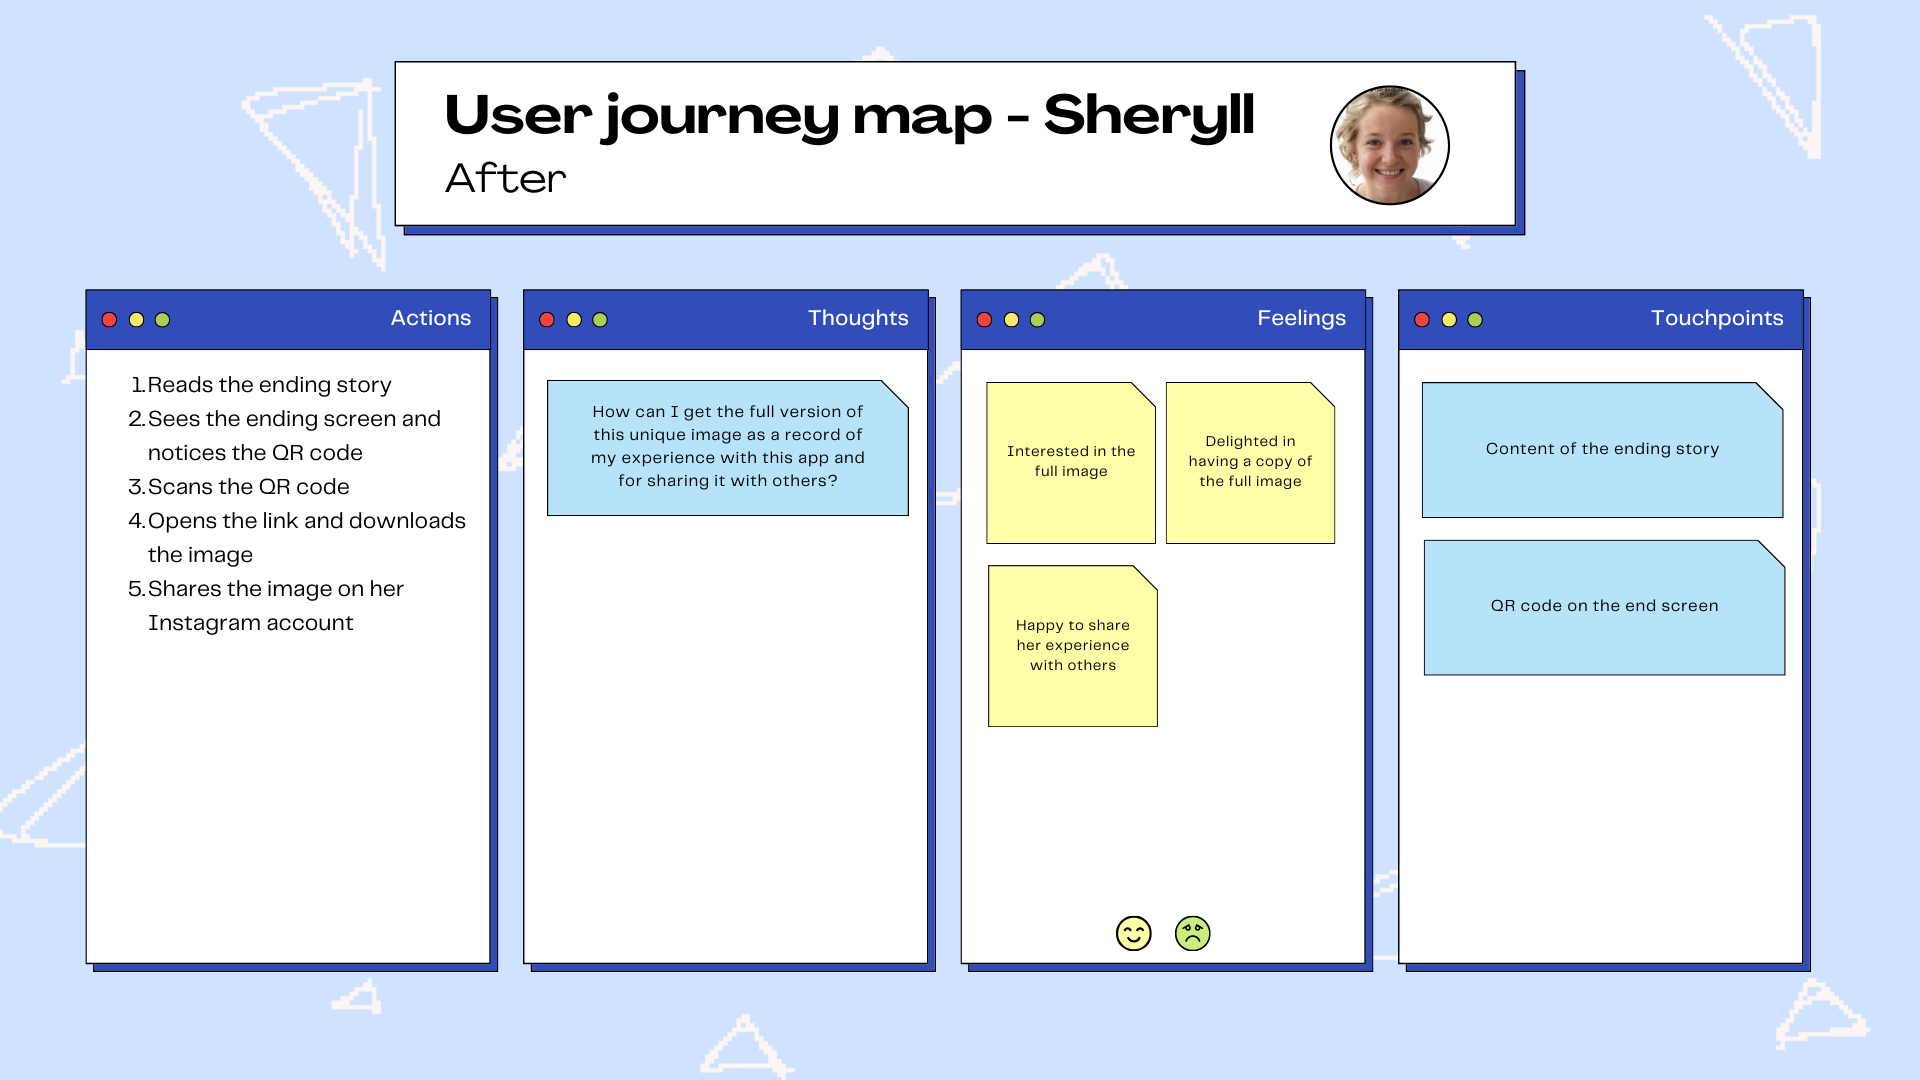 User journey map - Sheryll
After
Actions
1. Reads the ending story
2. Sees the ending screen and
notices the QR code
3. Scans the QR code
4. Opens the link and downloads
the image
5. Shares the image on her
Instagram account
Thoughts
How can I get the full version of
this unique image as a record of
my experience with this app and
for sharing it with others?
Feelings
Interested in the
full image
Delighted in
having a copy of
the full image
Happy to share
her experience
with others
Touchpoints
Content of the ending story
QR code on the end screen